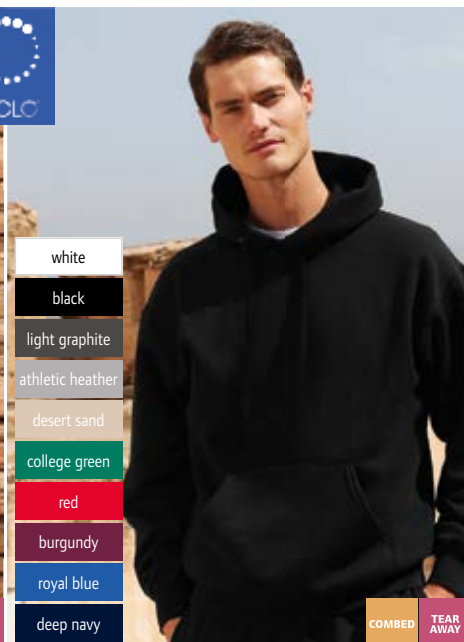 CLO
white
black
light graphite
athletic heather
desert sand
college green
red
burgundy
royal blue
deep navy
COMBED
TEAR
AWAY